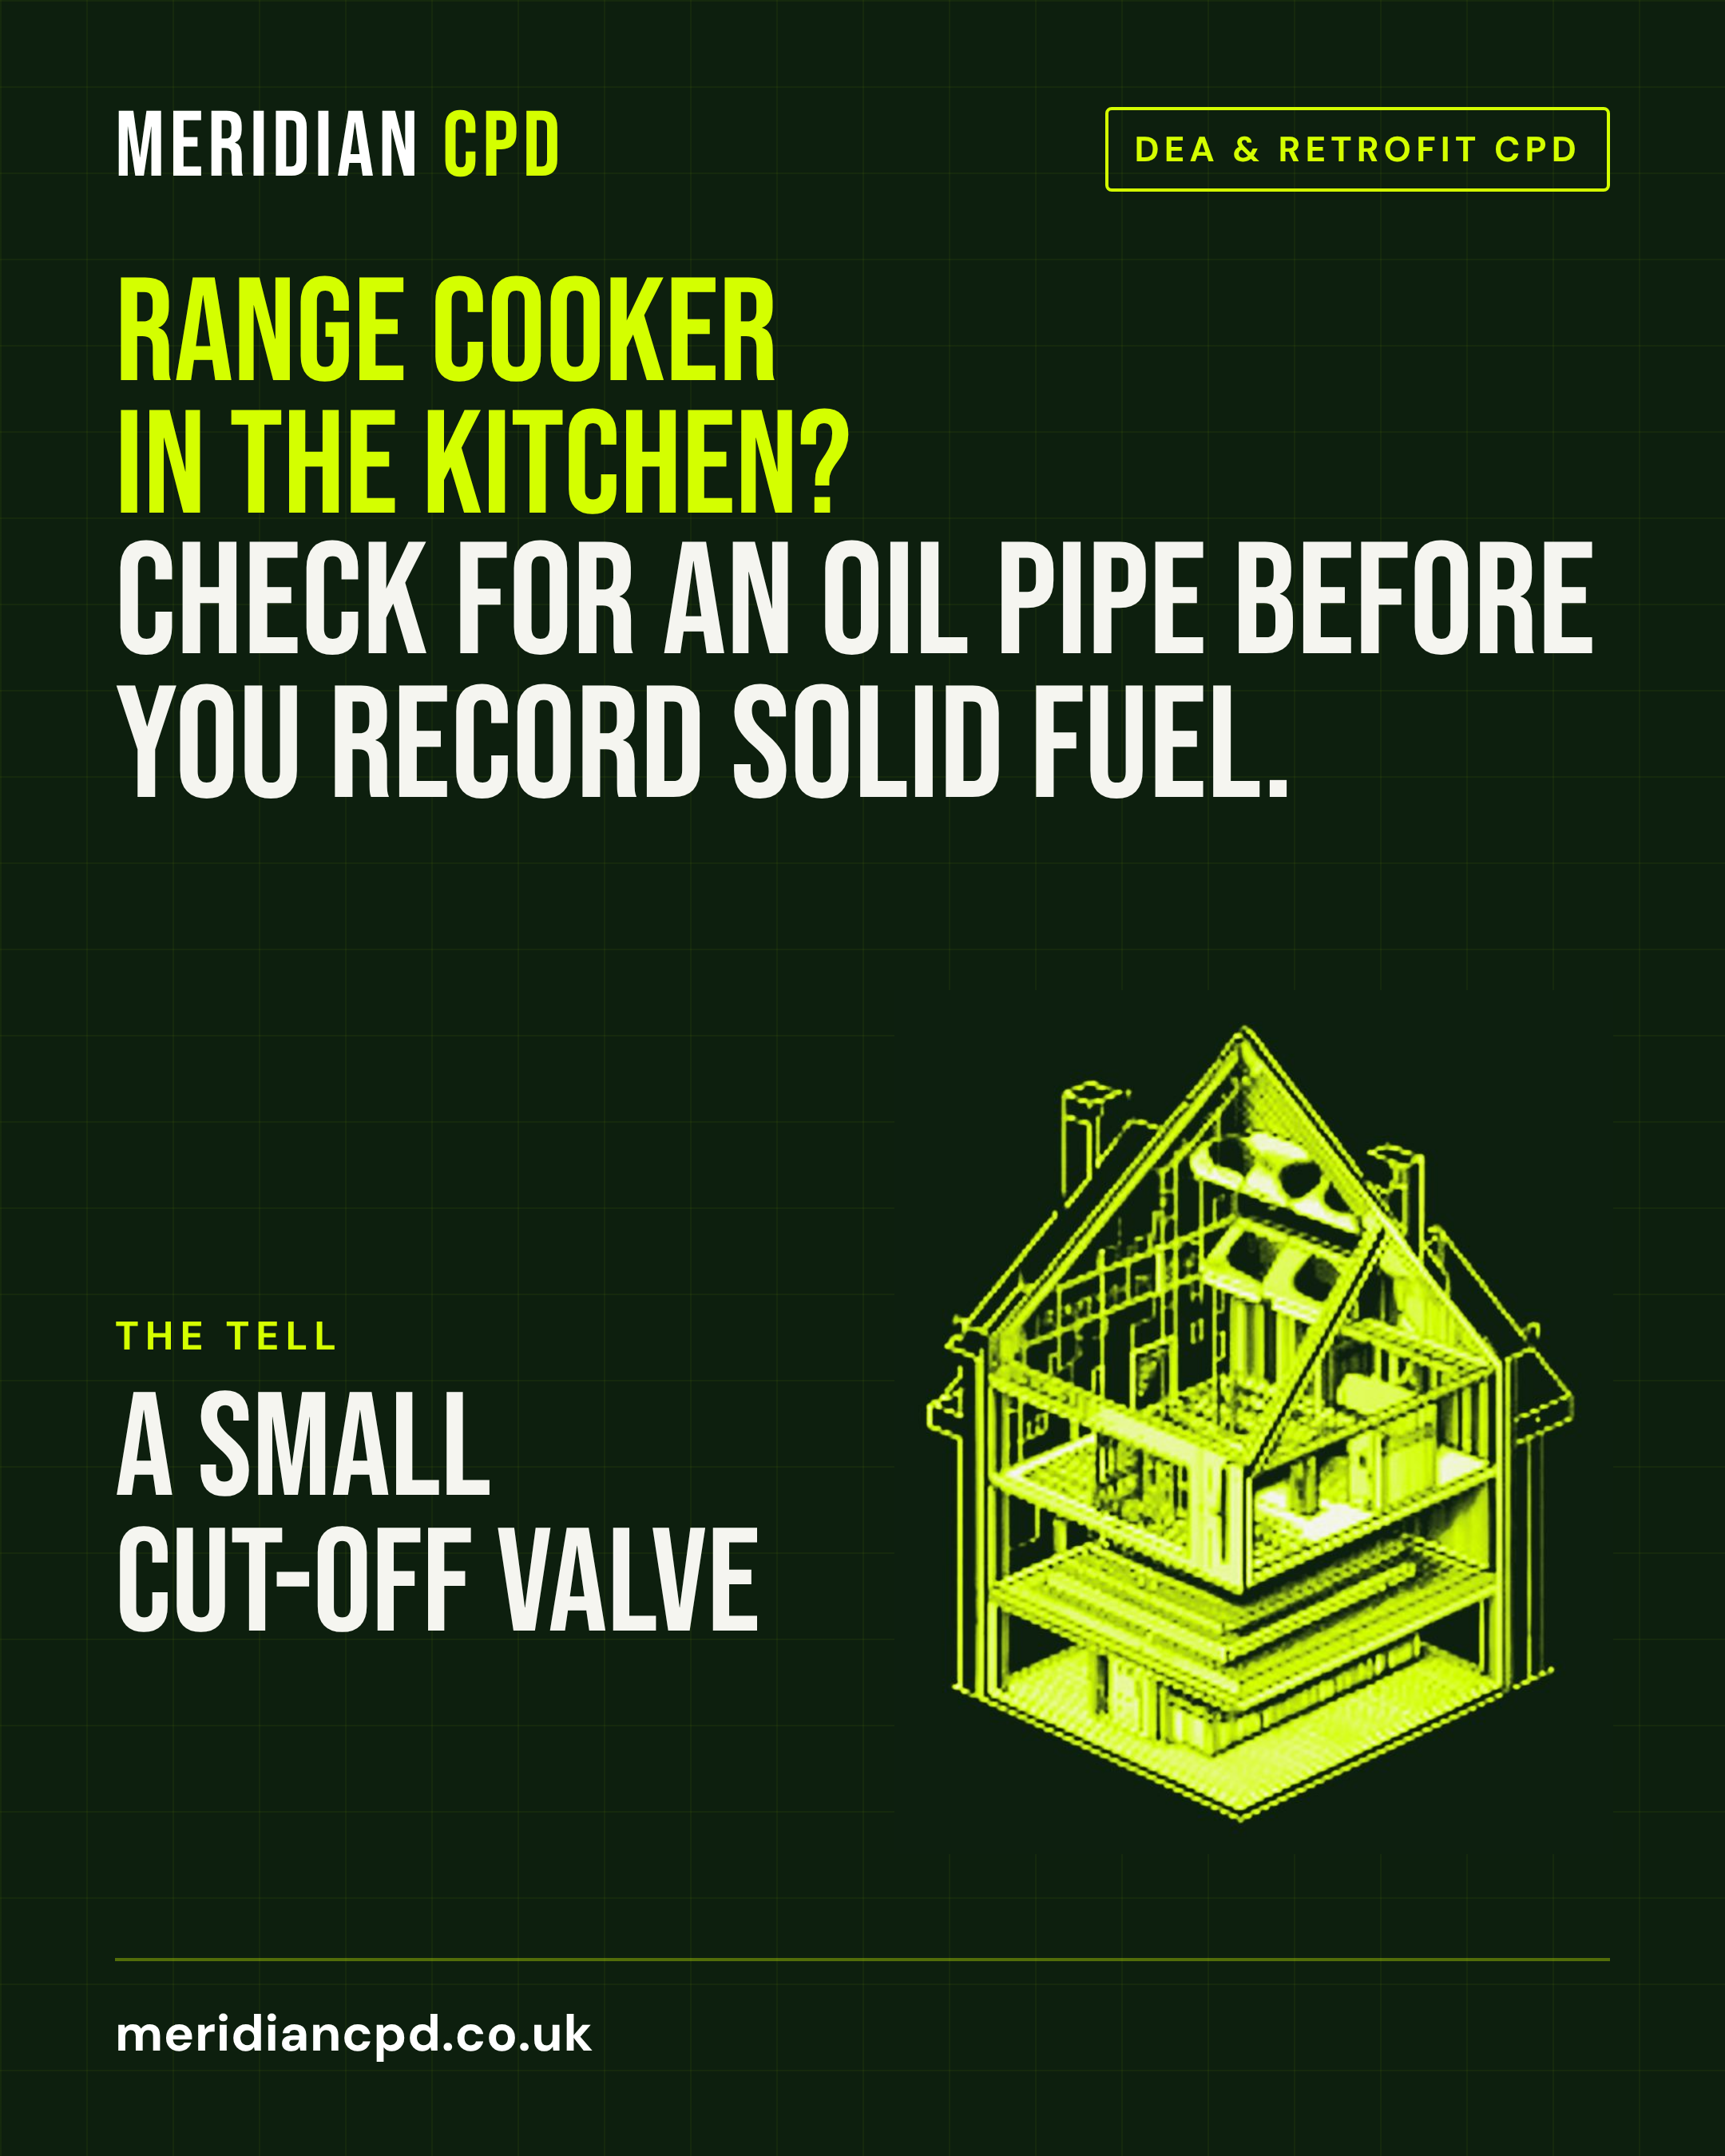 MERIDIAN CPD
DEA & RETROFIT CPD
RANGE COOKER
IN THE KITCHEN?
CHECK FOR AN OIL PIPE BEFORE
YOU RECORD SOLID FUEL.
THE TELL
A SMALL
CUT-OFF VALVE
meridiancpd.co.uk